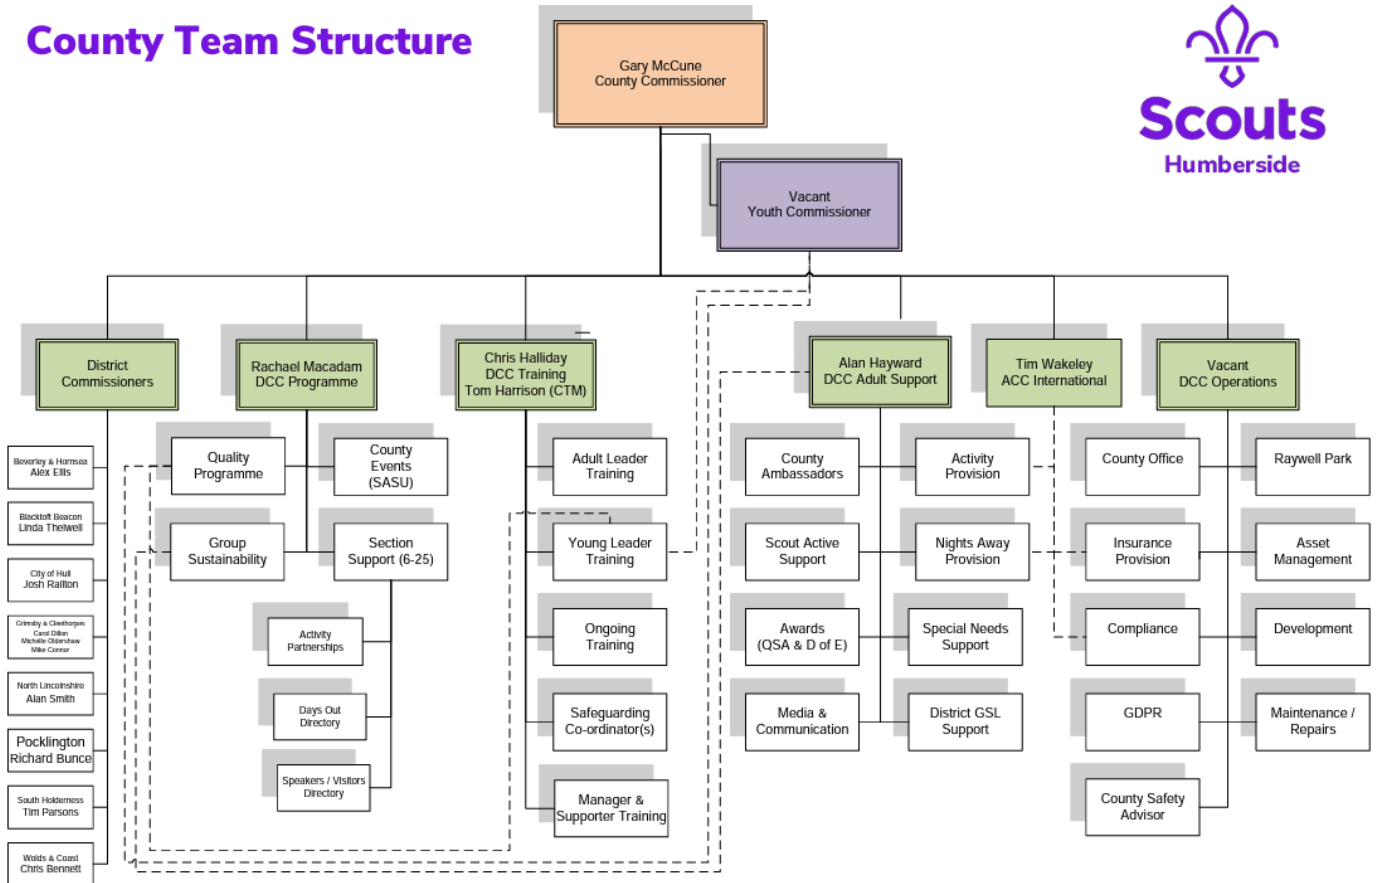 County Team Structure
Gary McCune
County Commissioner
Scouts
Humberside
Vacant
Youth Commissioner
District
Commissioners
Rachael Macadam
DCC Programme
Chris Halliday
DCC Training
Tom Harrison (CTM)
Alan Hayward
DCC Adult Support
Tim Wakeley
ACC International
Vacant
DCC Operations
Beverley & Hornsea
Alex Ellis
Blacktoft Beacon
Linda Thelwell
City of Hull
Josh Railton
Grimsby & Cleethorpes
Carol Dillon
Michelle Oldershaw
Mike Connor
North Lincolnshire
Alan Smith
Pocklington
Richard Bunce
South Holderness
Tim Parsons
Wolds & Coast
Chris Bennett
Quality
Programme
County
Events
(SASU)
Group
Sustainability
Section
Support (6-25)
Activity
Partnerships
Days Out
Directory
Speakers / Visitors
Directory
Adult Leader
Training
Young Leader
Training
Ongoing
Training
Safeguarding
Co-ordinator(s)
Manager &
Supporter Training
County
Ambassadors
Activity
Provision
Scout Active
Support
Nights Away
Provision
Awards
(QSA & D of E)
Special Needs
Support
Media &
Communication
District GSL
Support
County Office
Raywell Park
Insurance
Provision
Asset
Management
Compliance
Development
GDPR
Maintenance /
Repairs
County Safety
Advisor